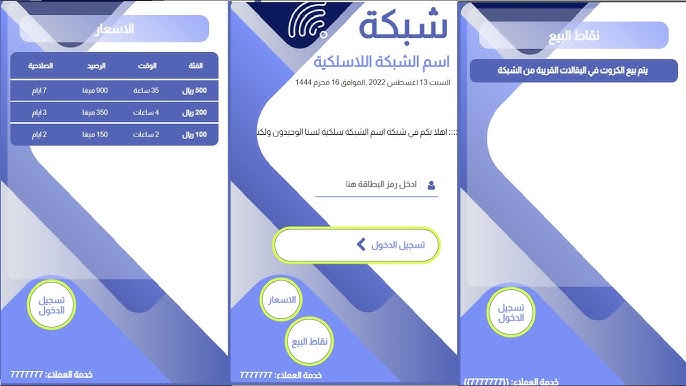 الاسعار
الفئة الوقت الرصيد الصلاحية
500 ريال 35 ساعة 900 ميغا 7 ايام
200 ريال 4 ساعات 350 ميغا 3 ايام
100 ريال 2 ساعات 150 ميغا 2 ايام
تسجيل
الدخول
خدمة العملاء: 7777777
شبكة
اسم الشبكة اللاسلكية
السبت 13 اغسطس 2022 ,الموافق 16 محرم 1444
:::: اهلا بكم في شبكة اسم الشبكة سلكية لسنا الوحيدون ولكن
ادخل رمز البطاقة هنا
تسجيل الدخول
الاسعار
نقاط البيع
خدمة العملاء: 7777777
نقاط البيع
يتم بيع الكروت في البقالات القريبة من الشبكة
تسجيل
الدخول
خدمة العملاء: ((7777777))